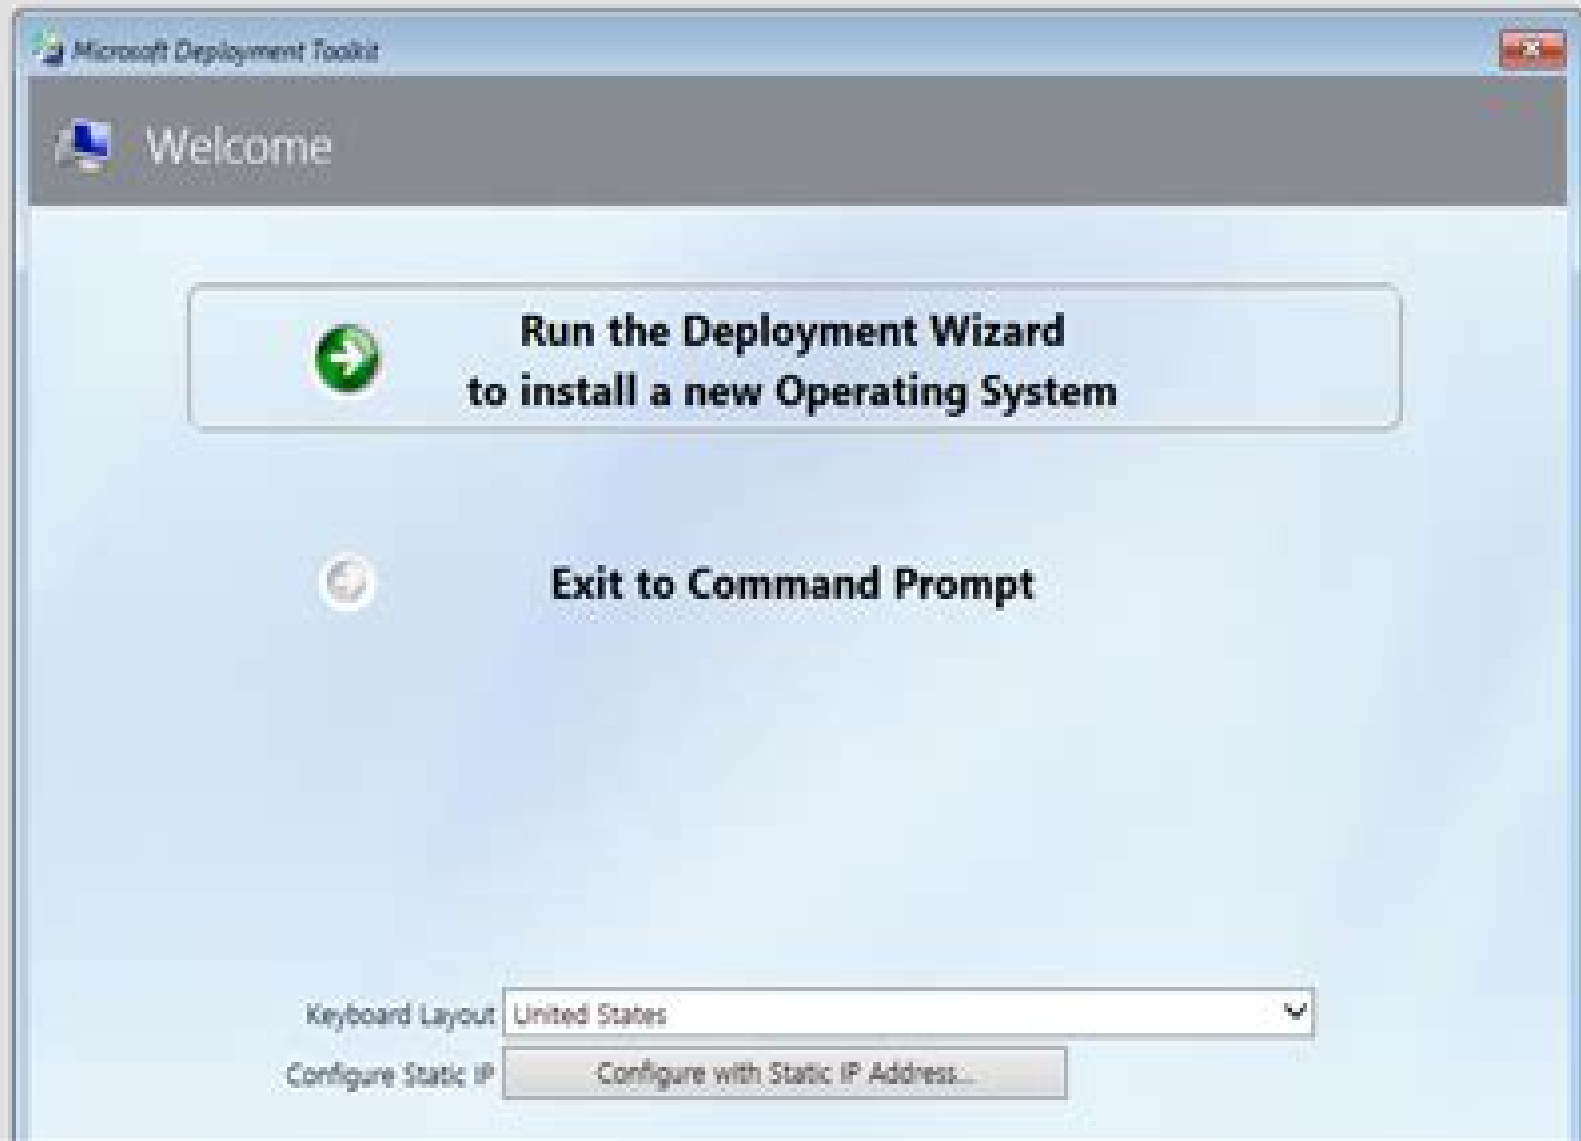 Microsoft Deployment Toolkit
Welcome
Run the Deployment Wizard
to install a new Operating System
Exit to Command Prompt
Keyboard Layout United States
Configure Static IP Configure with Static IP Address...